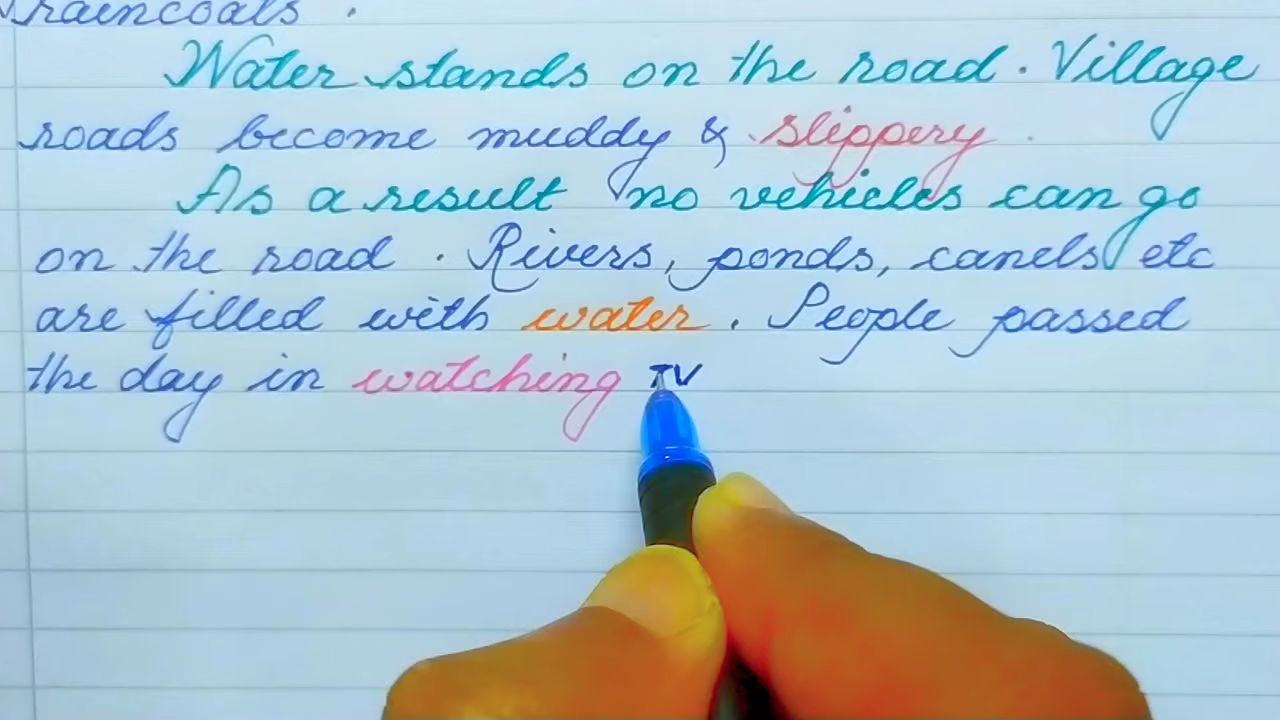 raincoats .
Water stands on the road . Village
roads become muddy & slippery .
As a result no vehicles can go
on the road . Rivers, ponds, canels etc
are filled with water . People passed
the day in watching TV